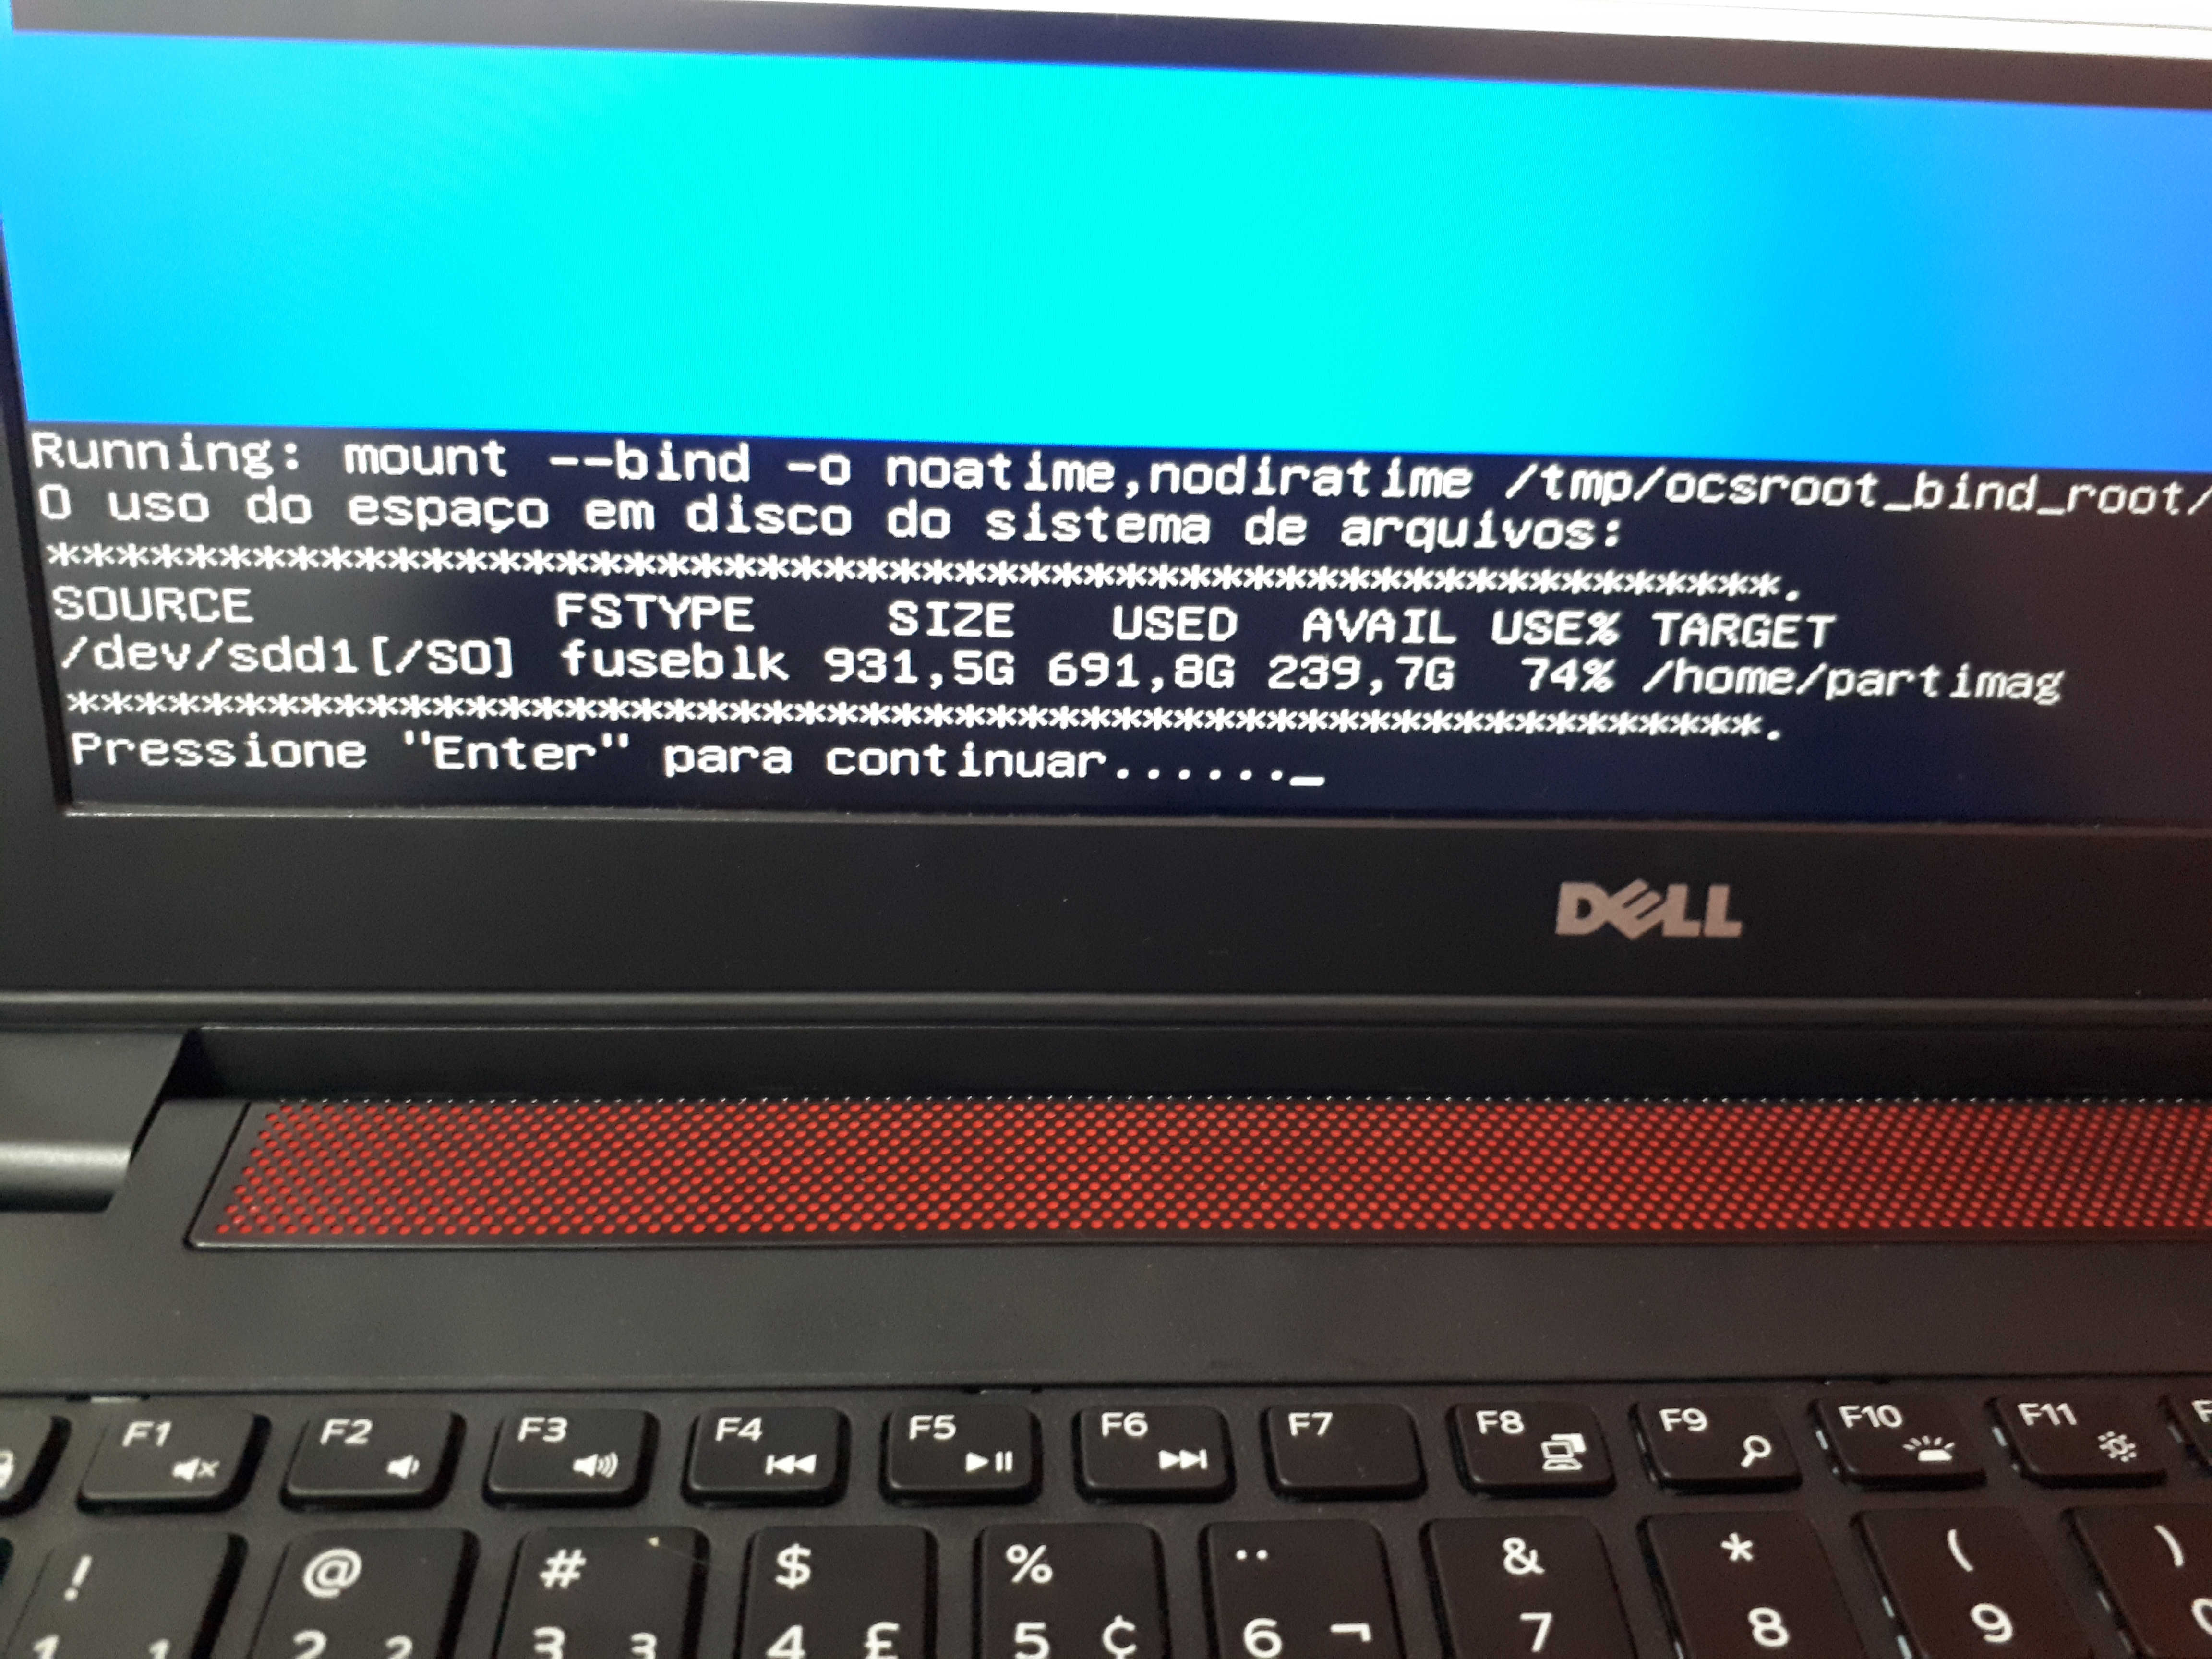 Running: mount --bind -o noatime,nodiratime /tmp/ocsroot_bind_root/
O uso do espaço em disco do sistema de arquivos:
****************************************************.
SOURCE FSTYPE SIZE USED AVAIL USE% TARGET
/dev/sdd1[/SO] fuseblk 931,5G 691,8G 239,7G 74% /home/partimag
***************************************************.
Pressione "Enter" para continuar......_
DELL
F1 F2 F3 F4 F5 F6 F7 F8 F9 F10 F11 F
! @ # $ % ¨ & * ( )
1 1 2 2 3 3 4 £ 5 ¢ 6 ¬ 7 8 9